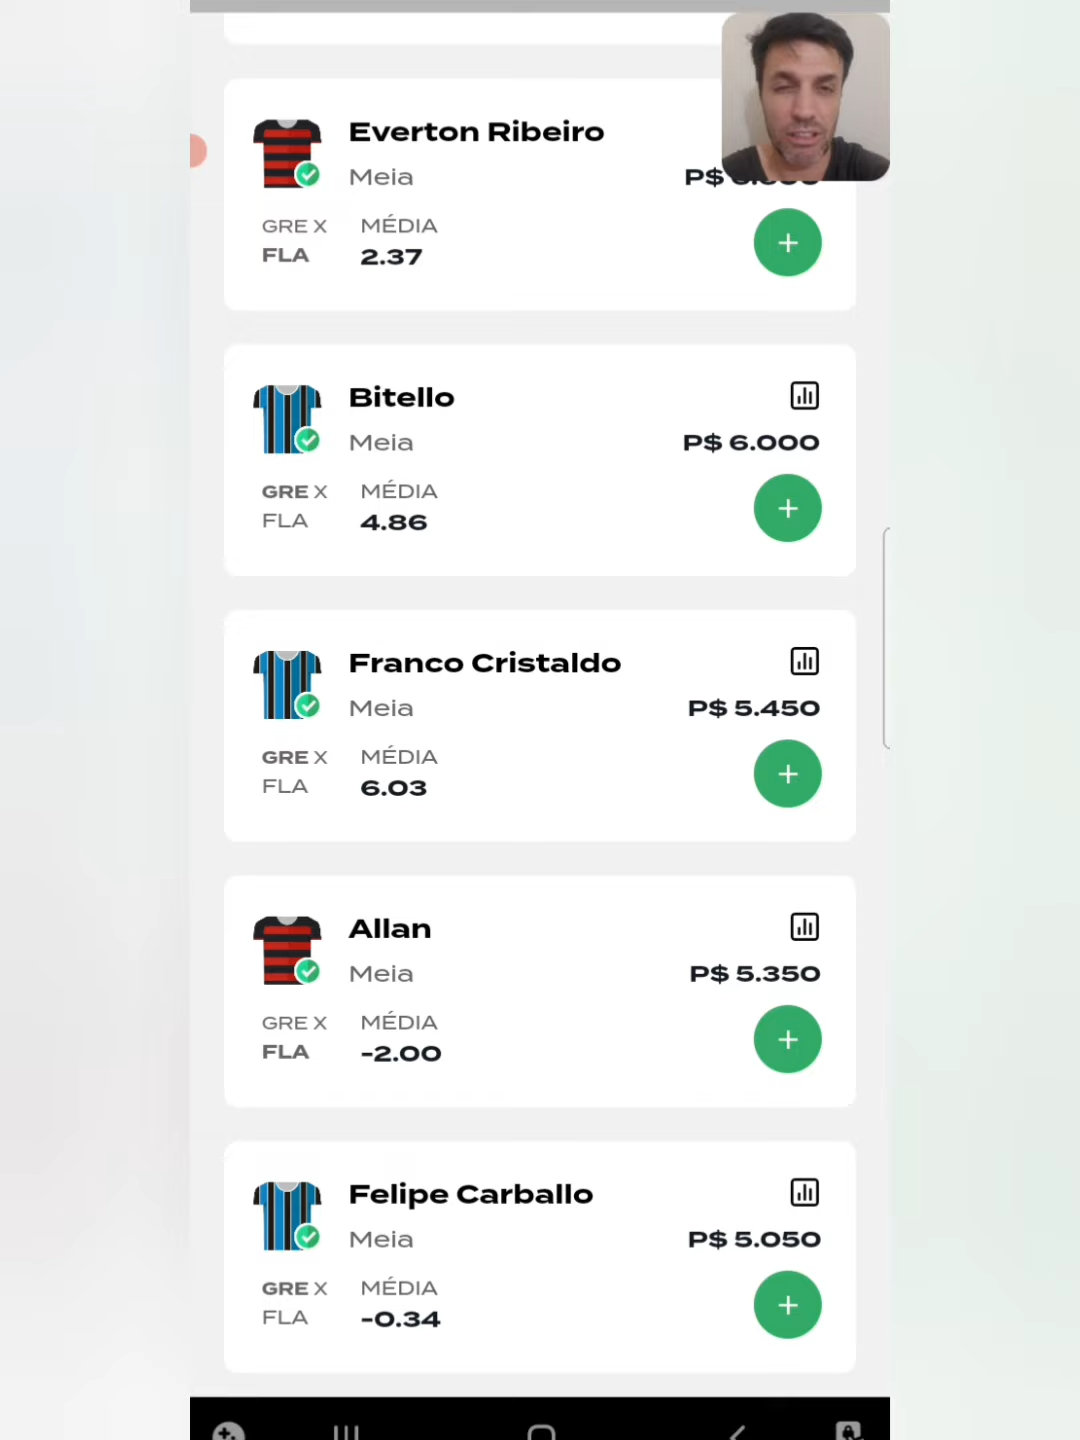 Everton Ribeiro
Meia
P$
GRE X MÉDIA
FLA 2.37
Bitello
Meia P$ 6.000
GRE X MÉDIA
FLA 4.86
Franco Cristaldo
Meia P$ 5.450
GRE X MÉDIA
FLA 6.03
Allan
Meia P$ 5.350
GRE X MÉDIA
FLA -2.00
Felipe Carballo
Meia P$ 5.050
GRE X MÉDIA
FLA -0.34